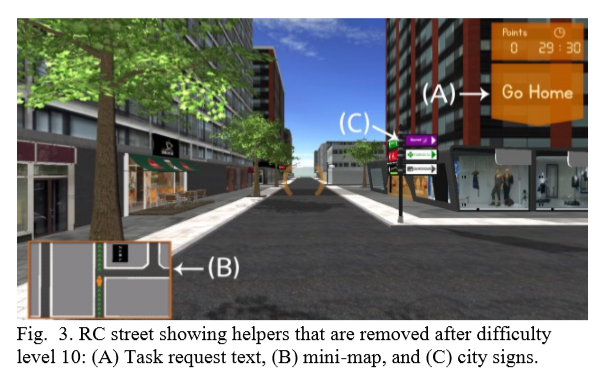 Points
0 29:30
(A)
Go Home
(C)
(B)
Fig. 3. RC street showing helpers that are removed after difficulty
level 10: (A) Task request text, (B) mini-map, and (C) city signs.